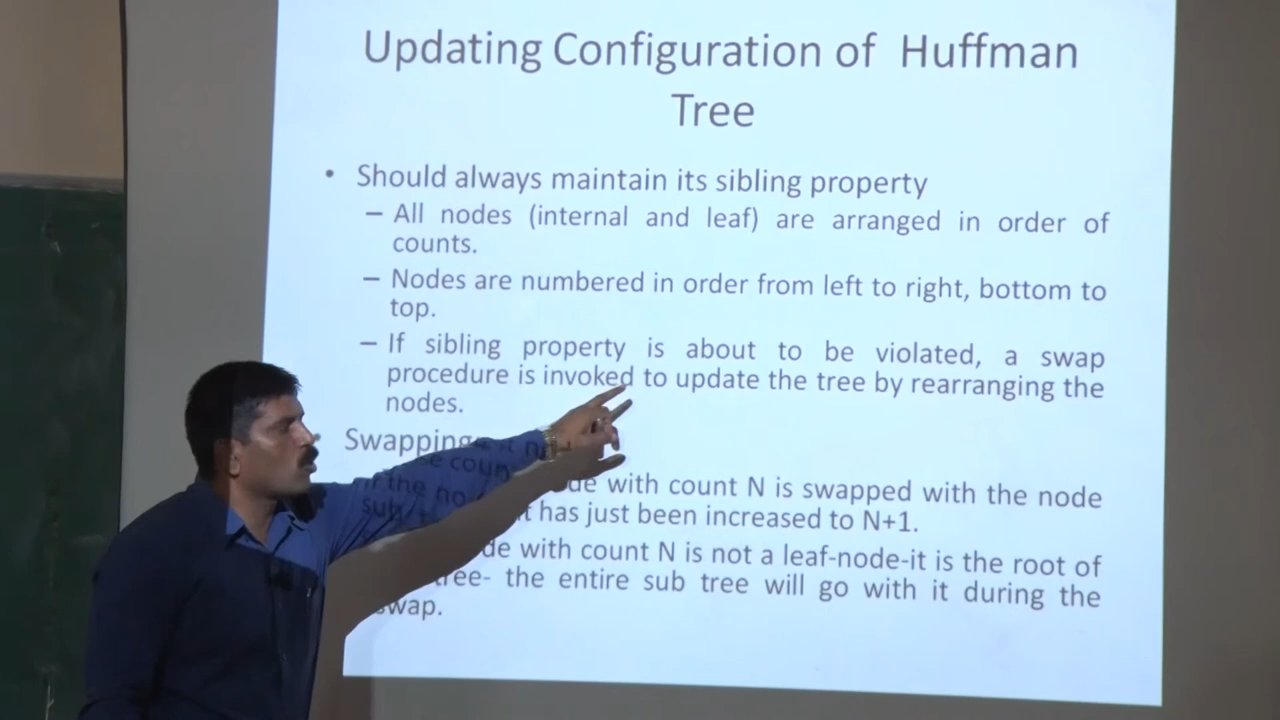 Updating Configuration of Huffman
Tree
• Should always maintain its sibling property
– All nodes (internal and leaf) are arranged in order of
counts.
– Nodes are numbered in order from left to right, bottom to
top.
– If sibling property is about to be violated, a swap
procedure is invoked to update the tree by rearranging the
nodes.
Swapping
with count N is swapped with the node
has just been increased to N+1.
with count N is not a leaf-node-it is the root of
the entire sub tree will go with it during the
swap.